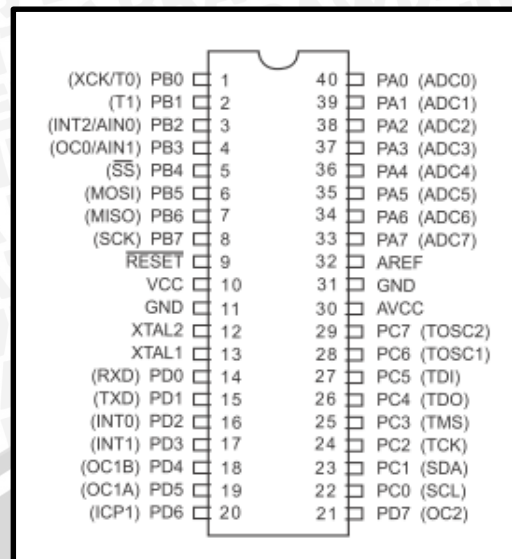 (XCK/T0) PB0 1 40 PA0 (ADC0)
(T1) PB1 2 39 PA1 (ADC1)
(INT2/AIN0) PB2 3 38 PA2 (ADC2)
(OC0/AIN1) PB3 4 37 PA3 (ADC3)
(S̅S̅) PB4 5 36 PA4 (ADC4)
(MOSI) PB5 6 35 PA5 (ADC5)
(MISO) PB6 7 34 PA6 (ADC6)
(SCK) PB7 8 33 PA7 (ADC7)
R̅E̅S̅E̅T̅ 9 32 AREF
VCC 10 31 GND
GND 11 30 AVCC
XTAL2 12 29 PC7 (TOSC2)
XTAL1 13 28 PC6 (TOSC1)
(RXD) PD0 14 27 PC5 (TDI)
(TXD) PD1 15 26 PC4 (TDO)
(INT0) PD2 16 25 PC3 (TMS)
(INT1) PD3 17 24 PC2 (TCK)
(OC1B) PD4 18 23 PC1 (SDA)
(OC1A) PD5 19 22 PC0 (SCL)
(ICP1) PD6 20 21 PD7 (OC2)